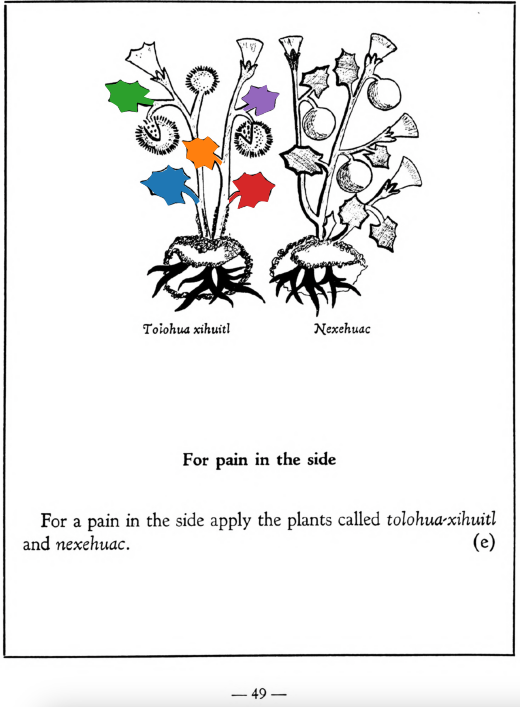 Tolohua xihuitl
Nexehuac
For pain in the side
For a pain in the side apply the plants called tolohua-xihuitl
and nexehuac. (e)
— 49 —